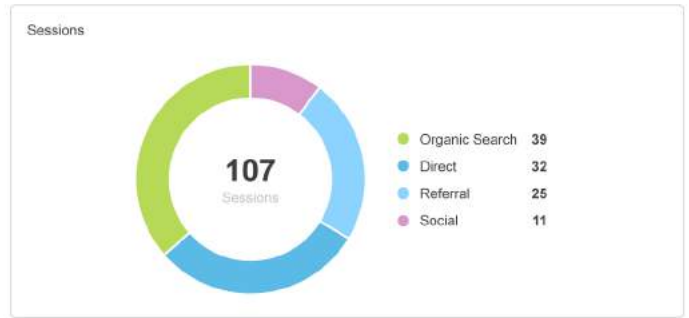 Sessions
107
Sessions
Organic Search 39
Direct 32
Referral 25
Social 11